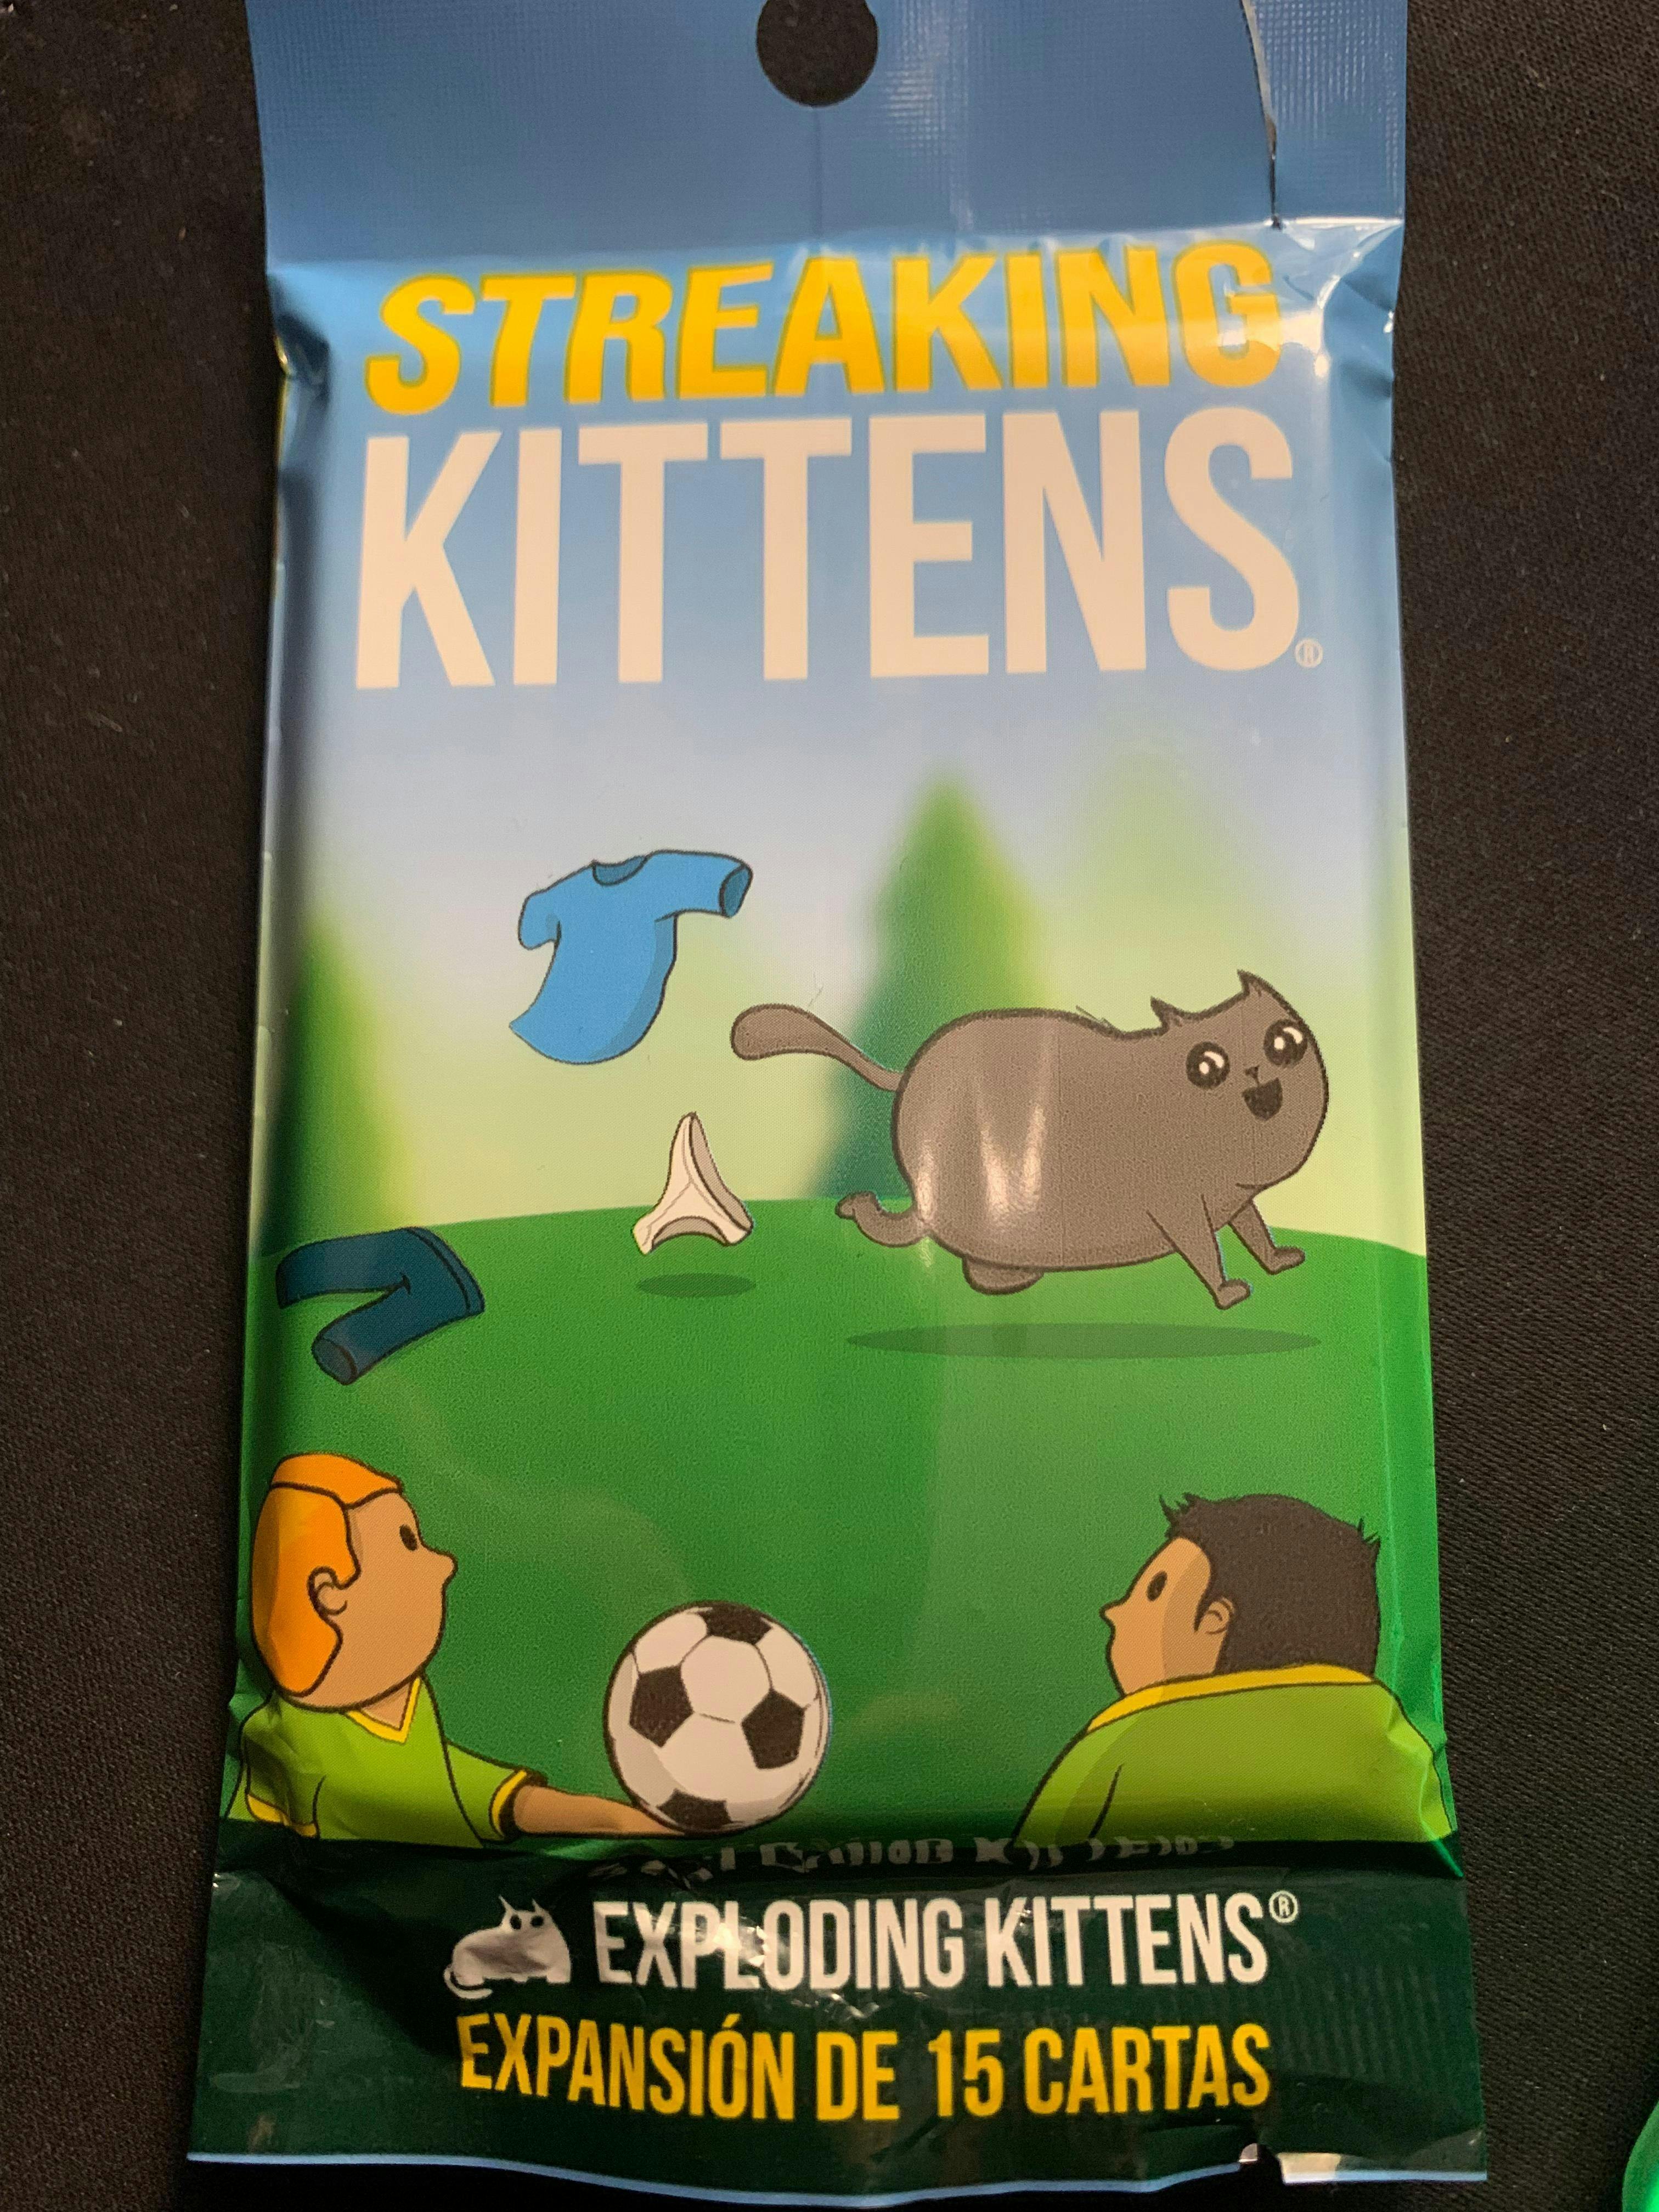 STREAKING
KITTENS®
EXPLODING KITTENS®
EXPANSIÓN DE 15 CARTAS